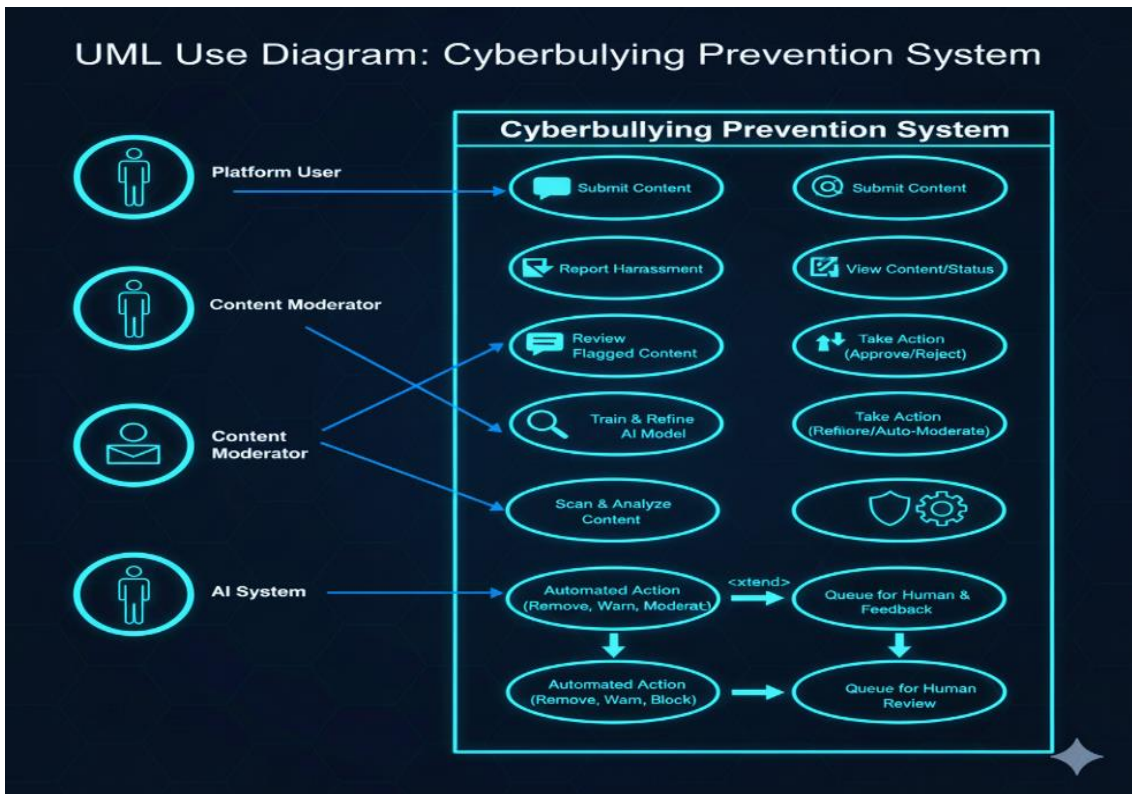 UML Use Diagram: Cyberbulying Prevention System
Cyberbullying Prevention System
Platform User
Submit Content
Submit Content
Report Harrassment
View Content/Status
Content Moderator
Review
Flagged Content
Take Action
(Approve/Reject)
Content
Moderator
Train & Refine
AI Model
Take Action
(Refiiore/Auto-Moderate)
Scan & Analyze
Content
AI System
Automated Action
(Remove, Warn, Moderat)
<xtend>
Queue for Human &
Feedback
Automated Action
(Remove, Warn, Block)
Queue for Human
Review